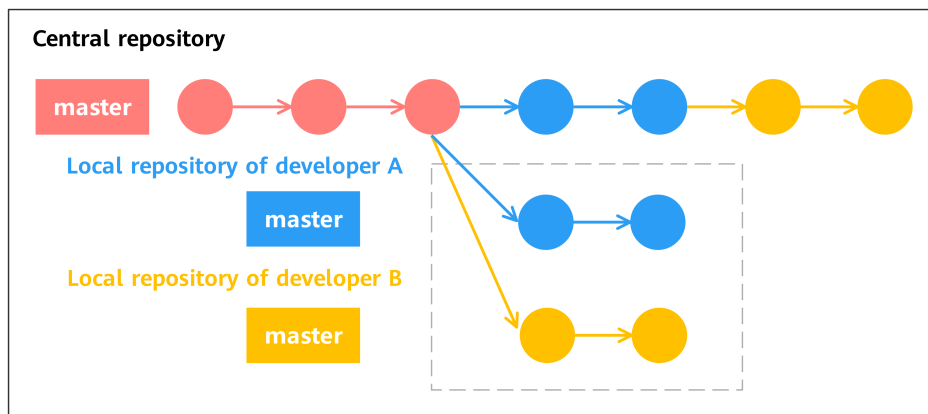 Central repository
master
Local repository of developer A
master
Local repository of developer B
master